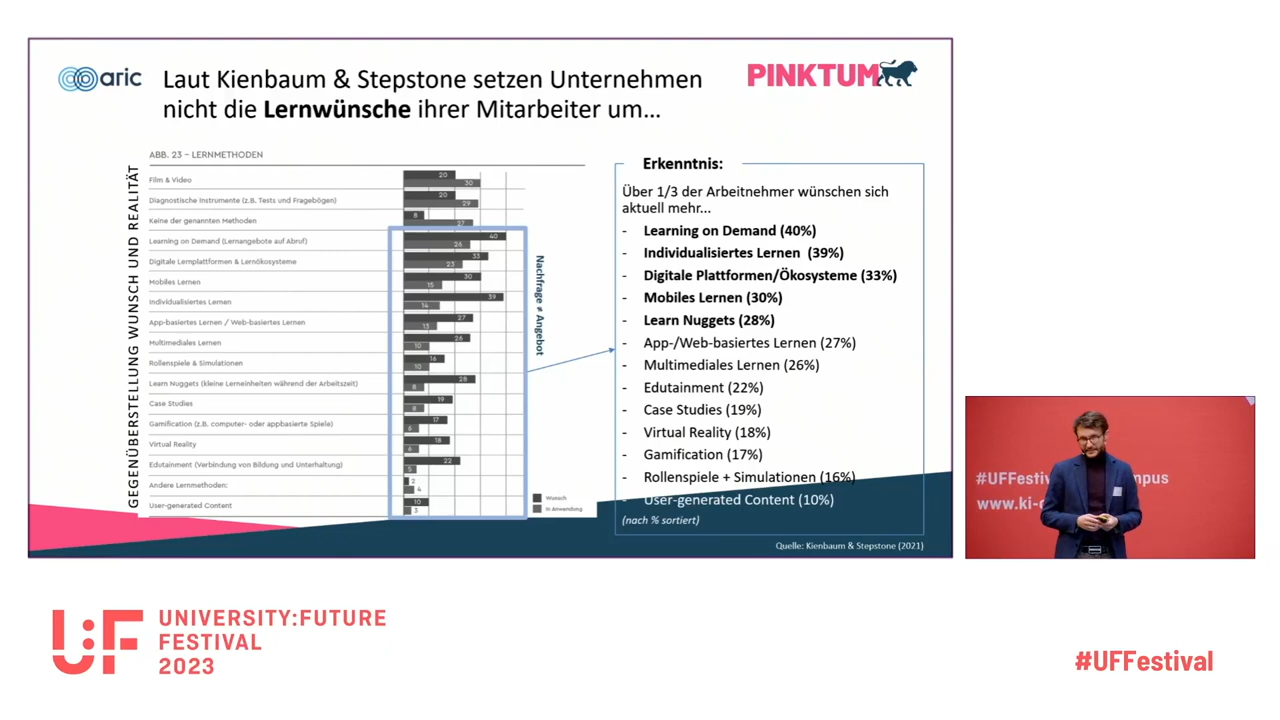 aric
Laut Kienbaum & Stepstone setzen Unternehmen
nicht die Lernwünsche ihrer Mitarbeiter um...
PINKTUM
GEGENÜBERSTELLUNG WUNSCH UND REALITÄT
ABB. 23 – LERNMETHODEN
Film & Video 20 30
Diagnostische Instrumente (z.B. Tests und Fragebögen) 20 29
Keine der genannten Methoden 8 27
Learning on Demand (Lernangebote auf Abruf) 40 26
Digitale Lernplattformen & Lernökosysteme 33 23
Mobiles Lernen 30 15
Individualisiertes Lernen 39 14
App-basiertes Lernen / Web-basiertes Lernen 27 13
Multimediales Lernen 26 10
Rollenspiele & Simulationen 16 10
Learn Nuggets (kleine Lerneinheiten während der Arbeitszeit) 28 8
Case Studies 19 8
Gamification (z.B. computer- oder appbasierte Spiele) 17 6
Virtual Reality 18 6
Edutainment (Verbindung von Bildung und Unterhaltung) 22 5
Andere Lernmethoden: 2 4
User-generated Content 10 3
Wunsch
In Anwendung
Nachfrage ≠ Angebot
Erkenntnis:
Über 1/3 der Arbeitnehmer wünschen sich
aktuell mehr...
- Learning on Demand (40%)
- Individualisiertes Lernen (39%)
- Digitale Plattformen/Ökosysteme (33%)
- Mobiles Lernen (30%)
- Learn Nuggets (28%)
- App-/Web-basiertes Lernen (27%)
- Multimediales Lernen (26%)
- Edutainment (22%)
- Case Studies (19%)
- Virtual Reality (18%)
- Gamification (17%)
- Rollenspiele + Simulationen (16%)
- User-generated Content (10%)
(nach % sortiert)
Quelle: Kienbaum & Stepstone (2021)
#UFFestiv mpus
www.ki-c
U:F
UNIVERSITY:FUTURE
FESTIVAL
2023
#UFFestival